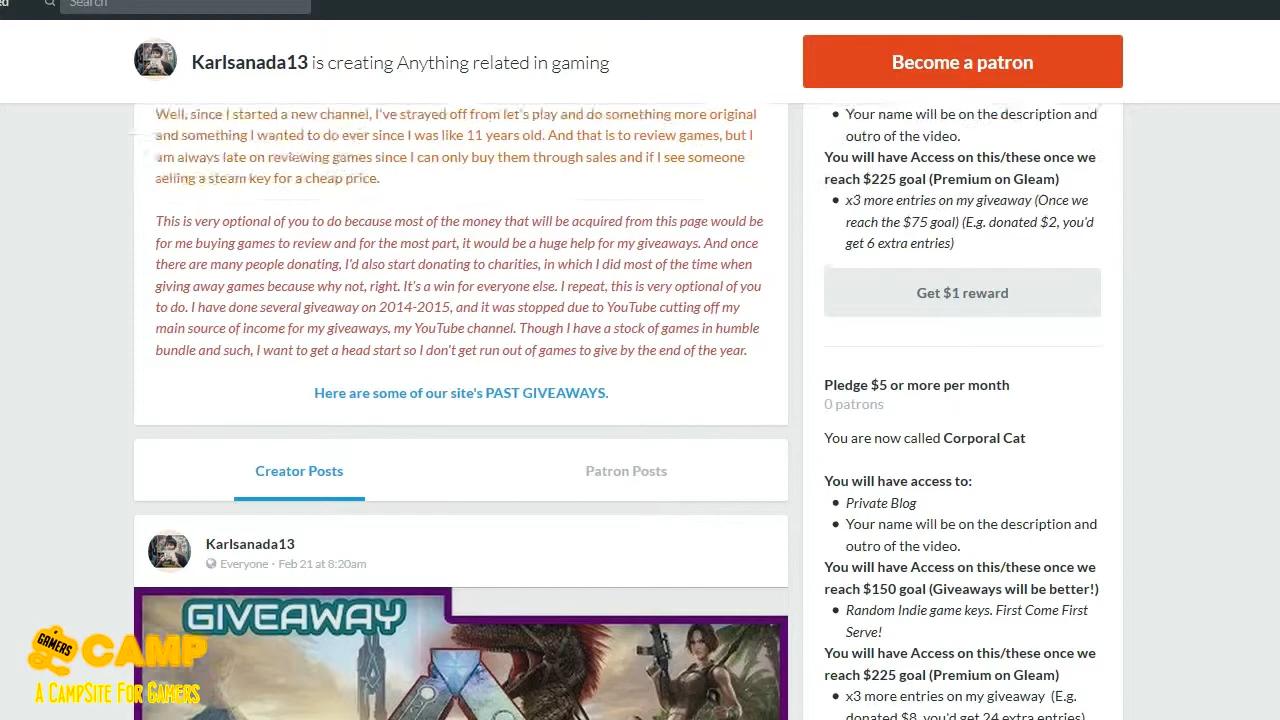 ed
Search
Karlsanada13 is creating Anything related in gaming
Become a patron
Well, since I started a new channel, I've strayed off from let's play and do something more original
and something I wanted to do ever since I was like 11 years old. And that is to review games, but I
am always late on reviewing games since I can only buy them through sales and if I see someone
selling a steam key for a cheap price.
This is very optional of you to do because most of the money that will be acquired from this page would be
for me buying games to review and for the most part, it would be a huge help for my giveaways. And once
there are many people donating, I'd also start donating to charities, in which I did most of the time when
giving away games because why not, right. It's a win for everyone else. I repeat, this is very optional of you
to do. I have done several giveaway on 2014-2015, and it was stopped due to YouTube cutting off my
main source of income for my giveaways, my YouTube channel. Though I have a stock of games in humble
bundle and such, I want to get a head start so I don't get run out of games to give by the end of the year.
Here are some of our site's PAST GIVEAWAYS.
Creator Posts
Patron Posts
Karlsanada13
Everyone · Feb 21 at 8:20am
GIVEAWAY
GAMERS
CAMP
A CAMPSITE FOR GAMERS
• Your name will be on the description and
outro of the video.
You will have Access on this/these once we
reach $225 goal (Premium on Gleam)
• x3 more entries on my giveaway (Once we
reach the $75 goal) (E.g. donated $2, you'd
get 6 extra entries)
Get $1 reward
Pledge $5 or more per month
0 patrons
You are now called Corporal Cat
You will have access to:
• Private Blog
• Your name will be on the description and
outro of the video.
You will have Access on this/these once we
reach $150 goal (Giveaways will be better!)
• Random Indie game keys. First Come First
Serve!
You will have Access on this/these once we
reach $225 goal (Premium on Gleam)
• x3 more entries on my giveaway (E.g.
donated $8, you'd get 24 extra entries)